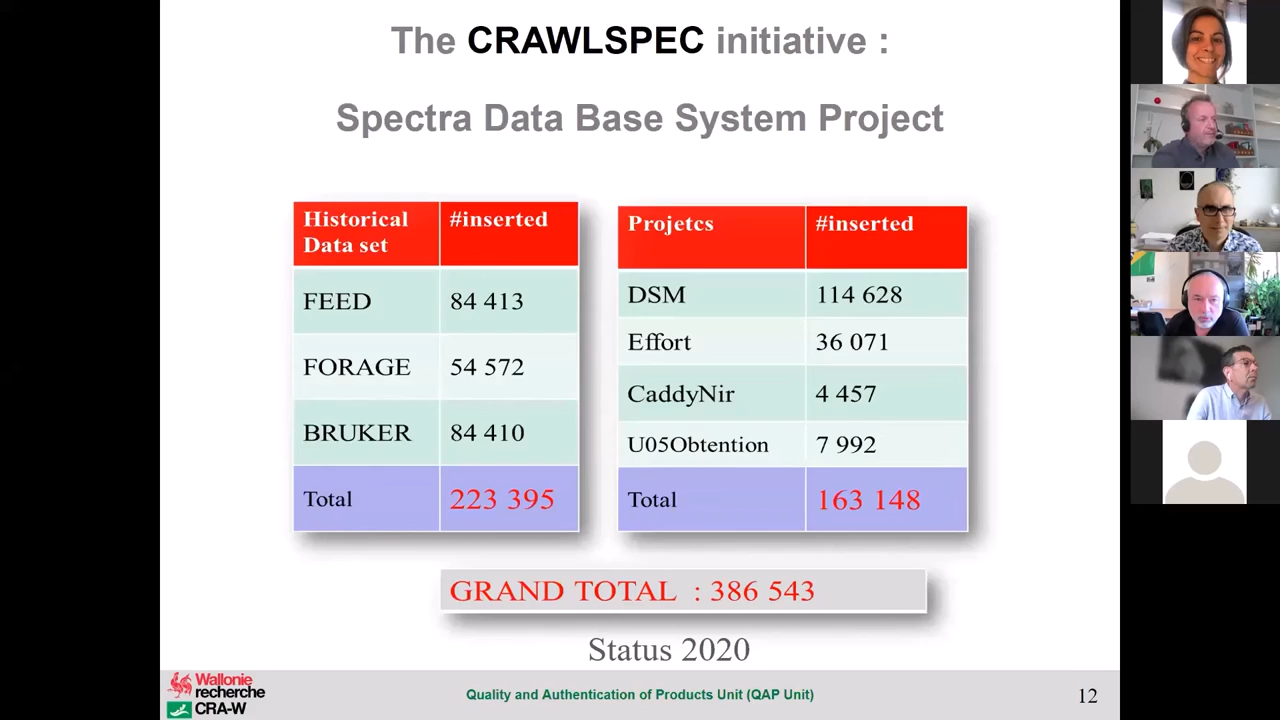 The CRAWLSPEC initiative :
Spectra Data Base System Project
Historical Data set #inserted
FEED 84 413
FORAGE 54 572
BRUKER 84 410
Total 223 395
Projetcs #inserted
DSM 114 628
Effort 36 071
CaddyNir 4 457
U05Obtention 7 992
Total 163 148
GRAND TOTAL : 386 543
Status 2020
Wallonie
recherche
CRA-W
Quality and Authentication of Products Unit (QAP Unit)
12